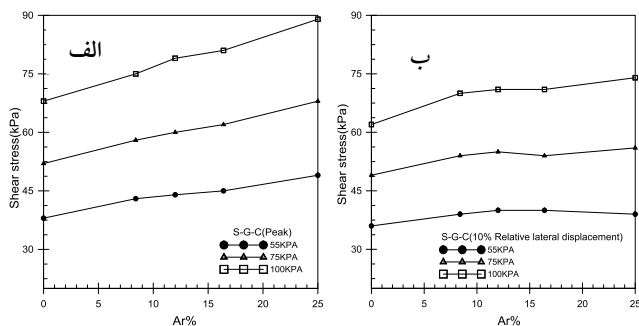 الف
90
75
60
45
30
Shear stress(kPa)
S-G-C(Peak)
55KPA
75KPA
100KPA
0 5 10 15 20 25
Ar%
ب
90
75
60
45
30
Shear stress(kPa)
S-G-C(10% Relative lateral displacement)
55KPA
75KPA
100KPA
0 5 10 15 20 25
Ar%